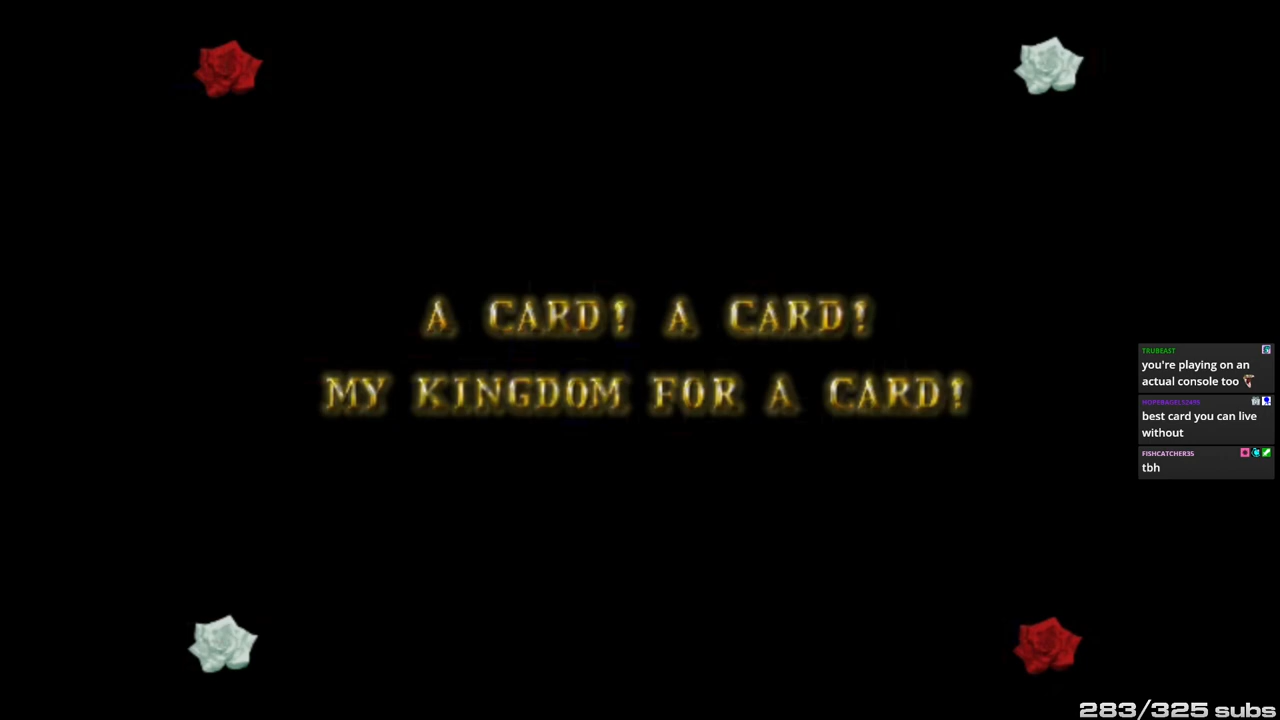 A CARD! A CARD!
MY KINGDOM FOR A CARD!
TRUBEAST
you're playing on an
actual console too
best card you can live
without
FISHCATCHER35
tbh
283/325 subs